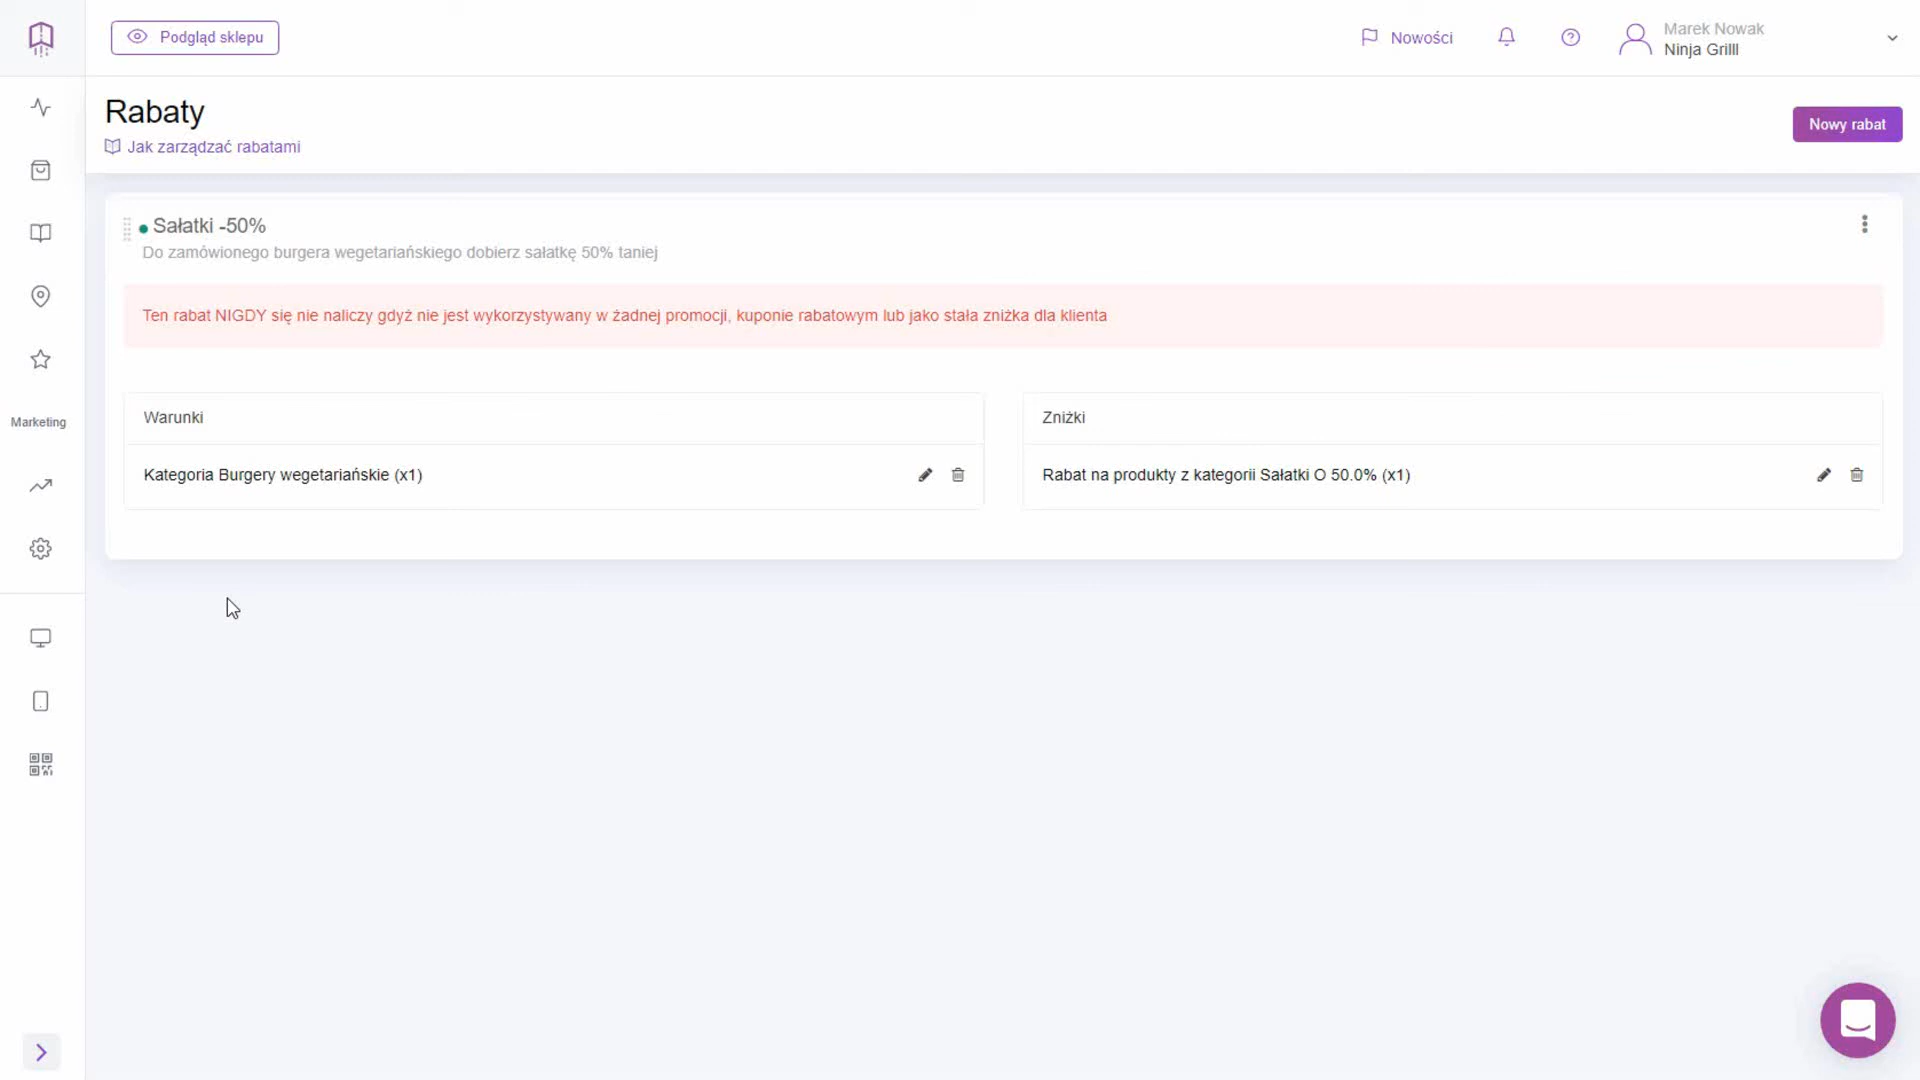 Podgląd sklepu
Nowości
Marek Nowak
Ninja Grilll
Rabaty
Jak zarządzać rabatami
Nowy rabat
Sałatki -50%
Do zamówionego burgera wegetariańskiego dobierz sałatkę 50% taniej
Ten rabat NIGDY się nie naliczy gdyż nie jest wykorzystywany w żadnej promocji, kuponie rabatowym lub jako stała zniżka dla klienta
Marketing
Warunki
Zniżki
Kategoria Burgery wegetariańskie (x1)
Rabat na produkty z kategorii Sałatki O 50.0% (x1)